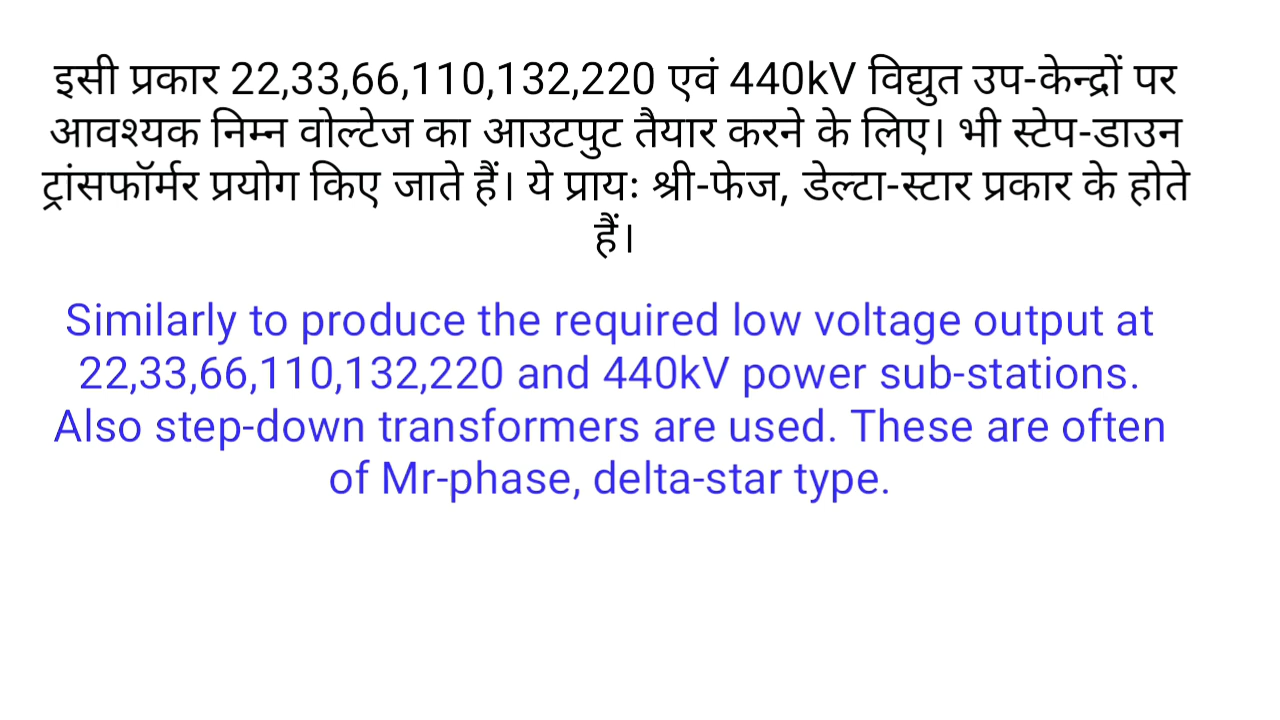 इसी प्रकार 22,33,66,110,132,220 एवं 440kV विद्युत उप-केन्द्रों पर
आवश्यक निम्न वोल्टेज का आउटपुट तैयार करने के लिए। भी स्टेप-डाउन
ट्रांसफॉर्मर प्रयोग किए जाते हैं। ये प्रायः श्री-फेज, डेल्टा-स्टार प्रकार के होते
हैं।
Similarly to produce the required low voltage output at
22,33,66,110,132,220 and 440kV power sub-stations.
Also step-down transformers are used. These are often
of Mr-phase, delta-star type.